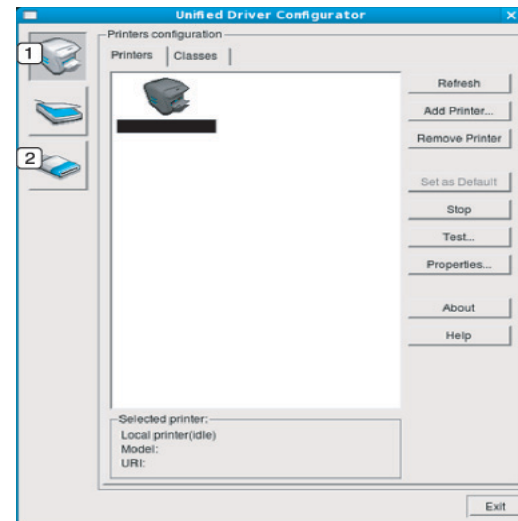 Unified Driver Configurator
1
2
Printers configuration
Printers
Classes
Refresh
Add Printer...
Remove Printer
Set as Default
Stop
Test...
Properties...
About
Help
Selected printer:
Local printer(idle)
Model:
URI:
Exit